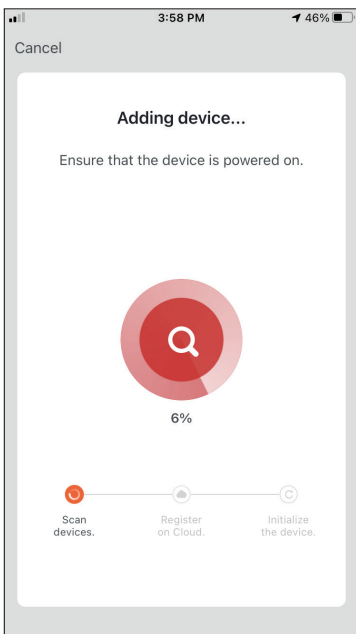 3:58 PM
46%
Cancel
Adding device...
Ensure that the device is powered on.
6%
Scan
devices.
Register
on Cloud.
Initialize
the device.